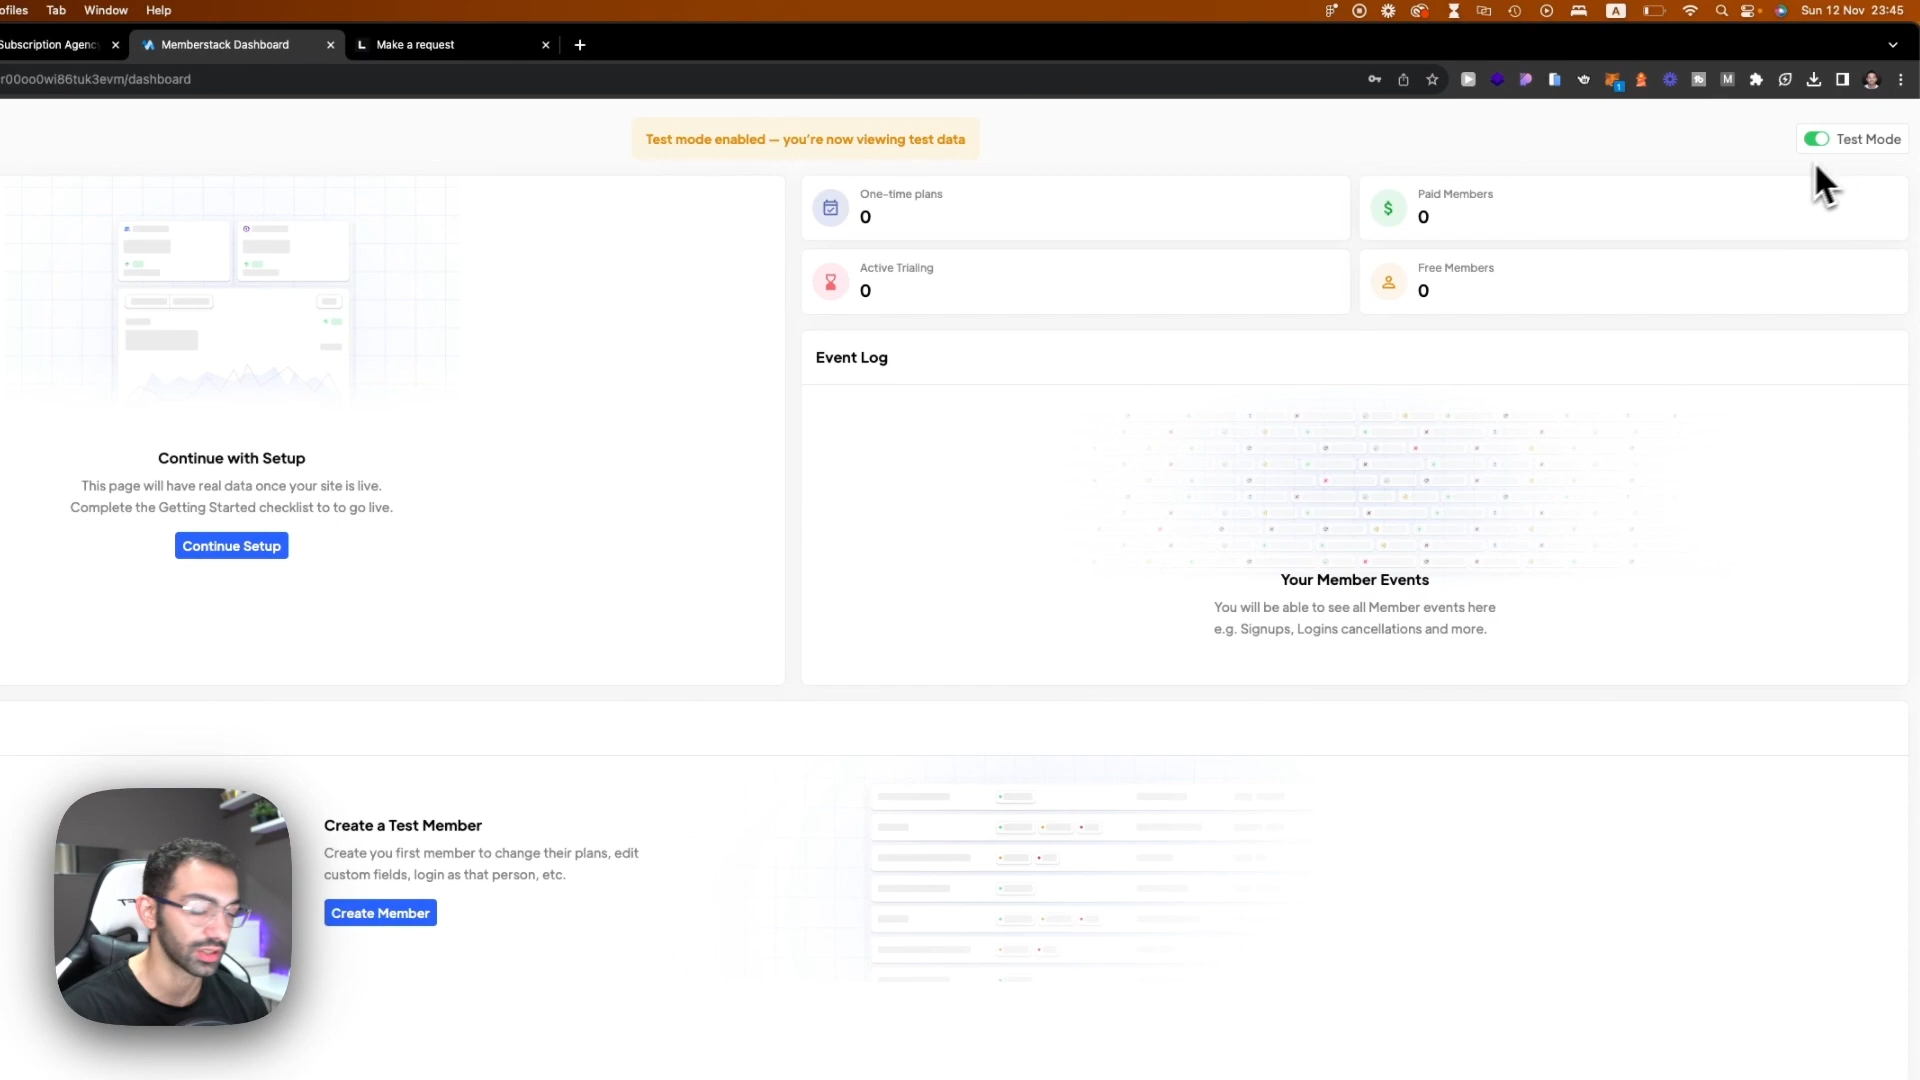 ofiles Tab Window Help
A Sun 12 Nov 23:45
Subscription Agency
Memberstack Dashboard
L Make a request
r00oo0wi86tuk3evm/dashboard
1
M
Test mode enabled — you're now viewing test data
Test Mode
One-time plans
0
Paid Members
0
Active Trialing
0
Free Members
0
Event Log
Continue with Setup
This page will have real data once your site is live.
Complete the Getting Started checklist to to go live.
Continue Setup
Your Member Events
You will be able to see all Member events here
e.g. Signups, Logins cancellations and more.
Create a Test Member
Create you first member to change their plans, edit
custom fields, login as that person, etc.
Create Member